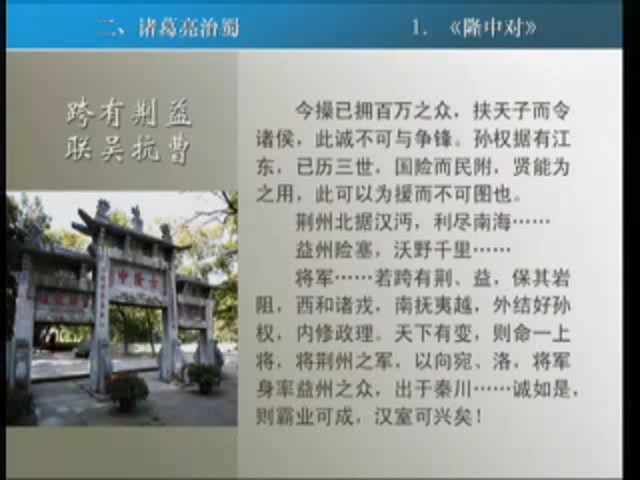 二、诸葛亮治蜀
1. 《隆中对》
跨有荆益
联吴抗曹
今操已拥百万之众，扶天子而令
诸侯，此诚不可与争锋。孙权据有江
东，已历三世，国险而民附，贤能为
之用，此可以为援而不可图也。
荆州北据汉沔，利尽南海……
益州险塞，沃野千里……
将军……若跨有荆、益，保其岩
阻，西和诸戎，南抚夷越，外结好孙
权，内修政理。天下有变，则命一上
将，将荆州之军，以向宛、洛，将军
身率益州之众，出于秦川……诚如是，
则霸业可成，汉室可兴矣！
中隆古